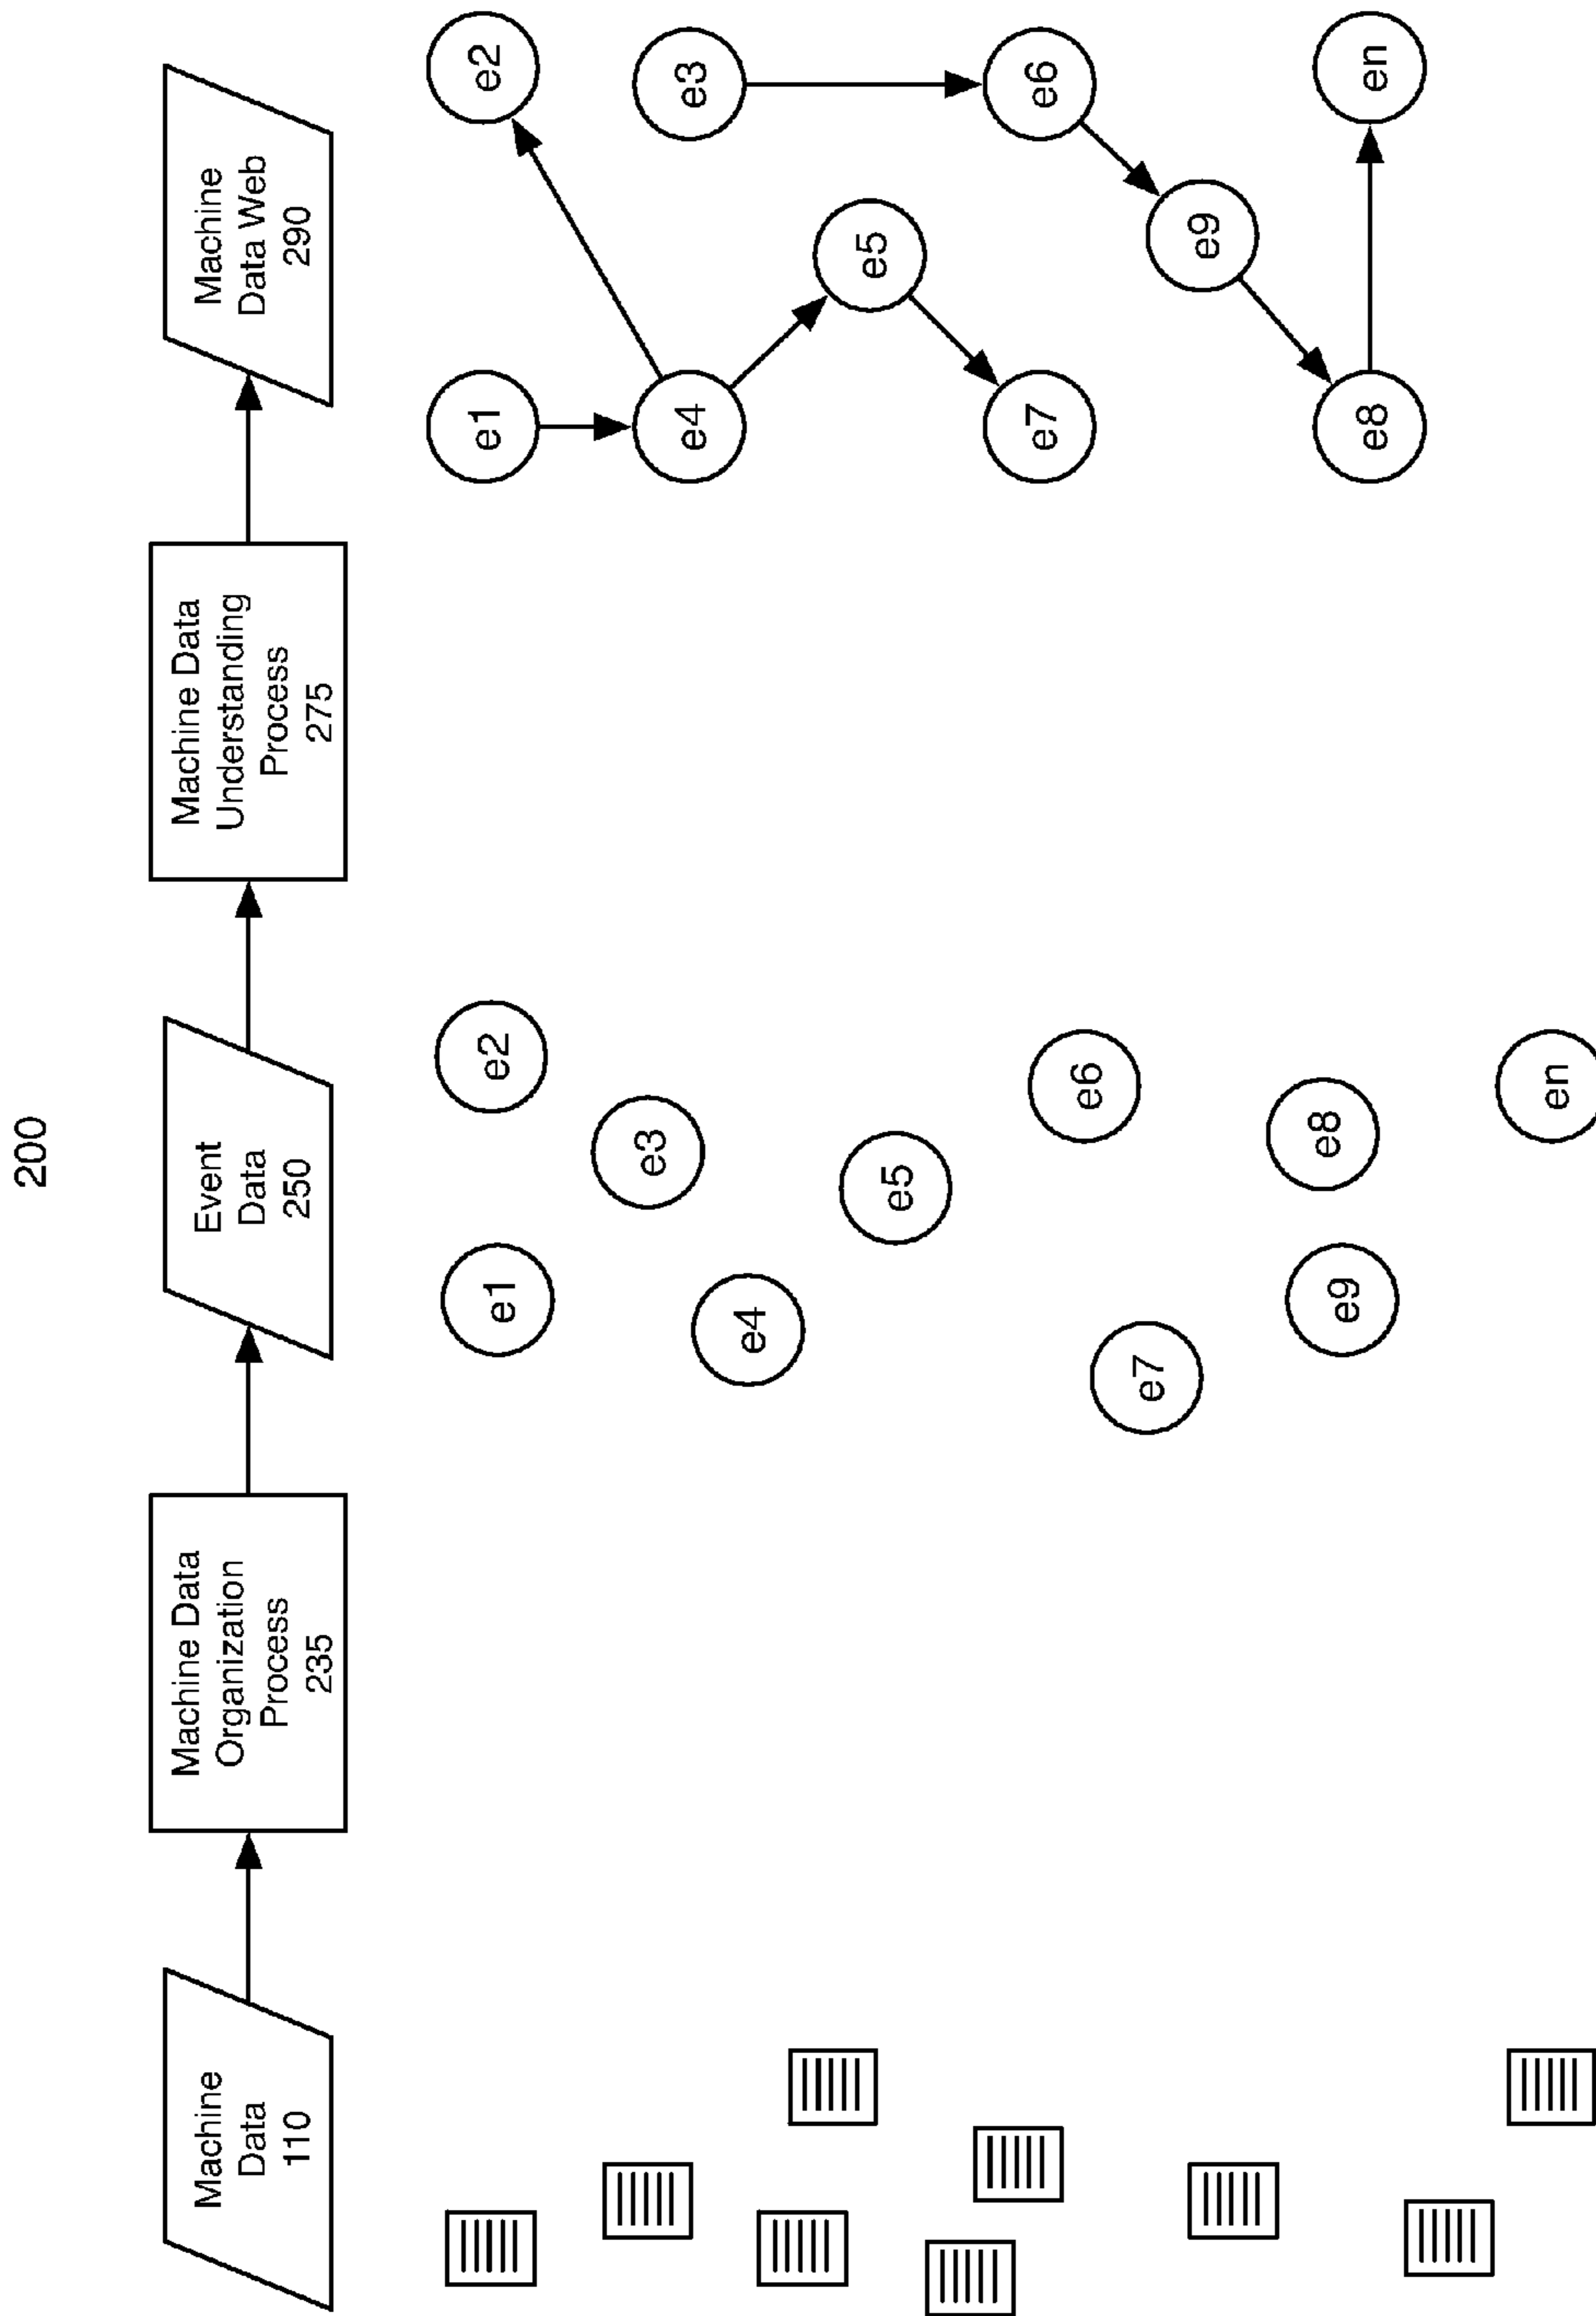 200
Machine
Data
110
Machine Data
Organization
Process
235
Event
Data
250
Machine Data
Understanding
Process
275
Machine
Data Web
290
e1
e2
e3
e4
e5
e6
e7
e8
e9
en
e1
e2
e4
e3
e5
e7
e6
e9
e8
en